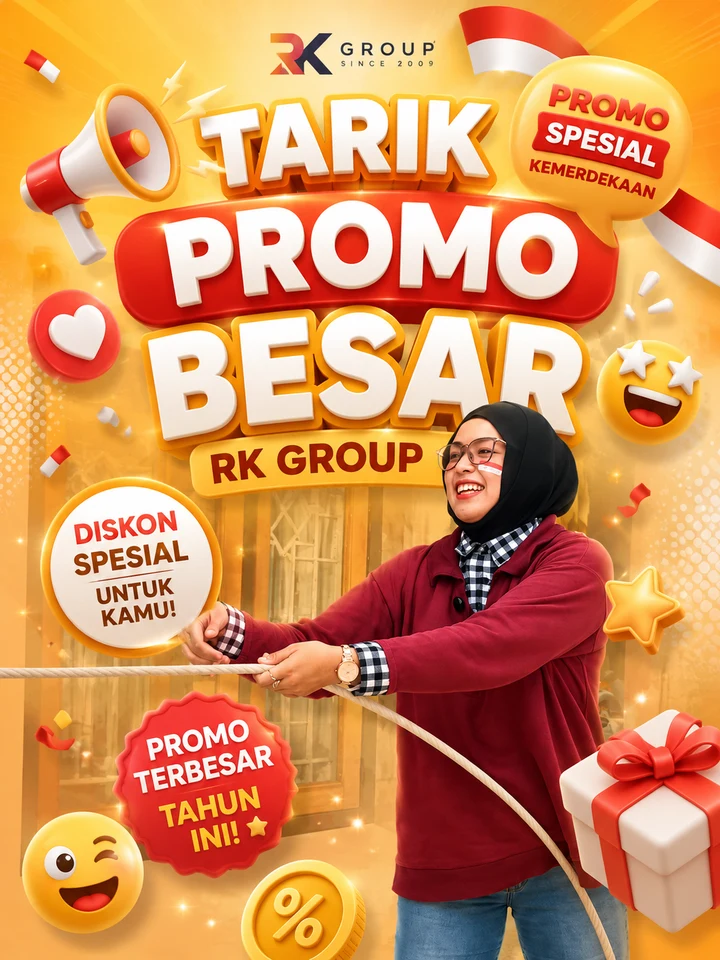 RK GROUP
SINCE 2009
TARIK
PROMO
BESAR
RK GROUP
PROMO
SPESIAL
KEMERDEKAAN
DISKON
SPESIAL
UNTUK
KAMU!
PROMO
TERBESAR
TAHUN
INI!
%